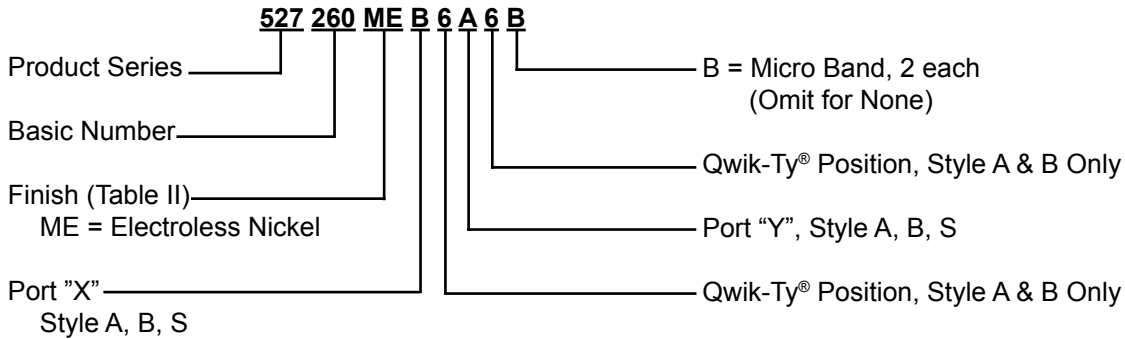 527 260 ME B 6 A 6 B
Product Series
B = Micro Band, 2 each
(Omit for None)
Basic Number
Qwik-Ty® Position, Style A & B Only
Finish (Table II)
ME = Electroless Nickel
Port “Y”, Style A, B, S
Port ”X”
Style A, B, S
Qwik-Ty® Position, Style A & B Only